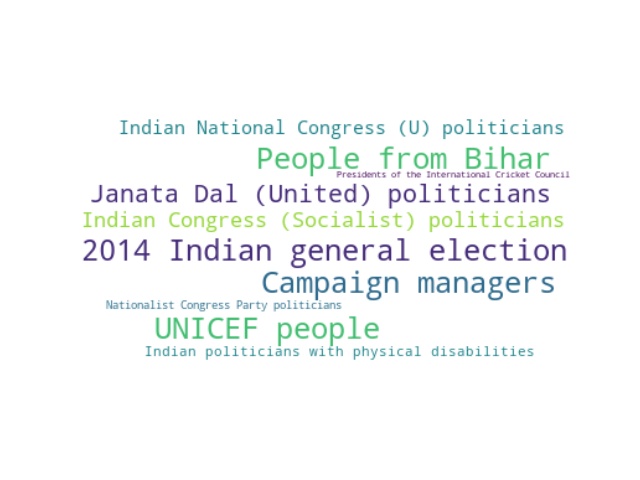 Indian National Congress (U) politicians
People from Bihar
Presidents of the International Cricket Council
Janata Dal (United) politicians
Indian Congress (Socialist) politicians
2014 Indian general election
Campaign managers
Nationalist Congress Party politicians
UNICEF people
Indian politicians with physical disabilities